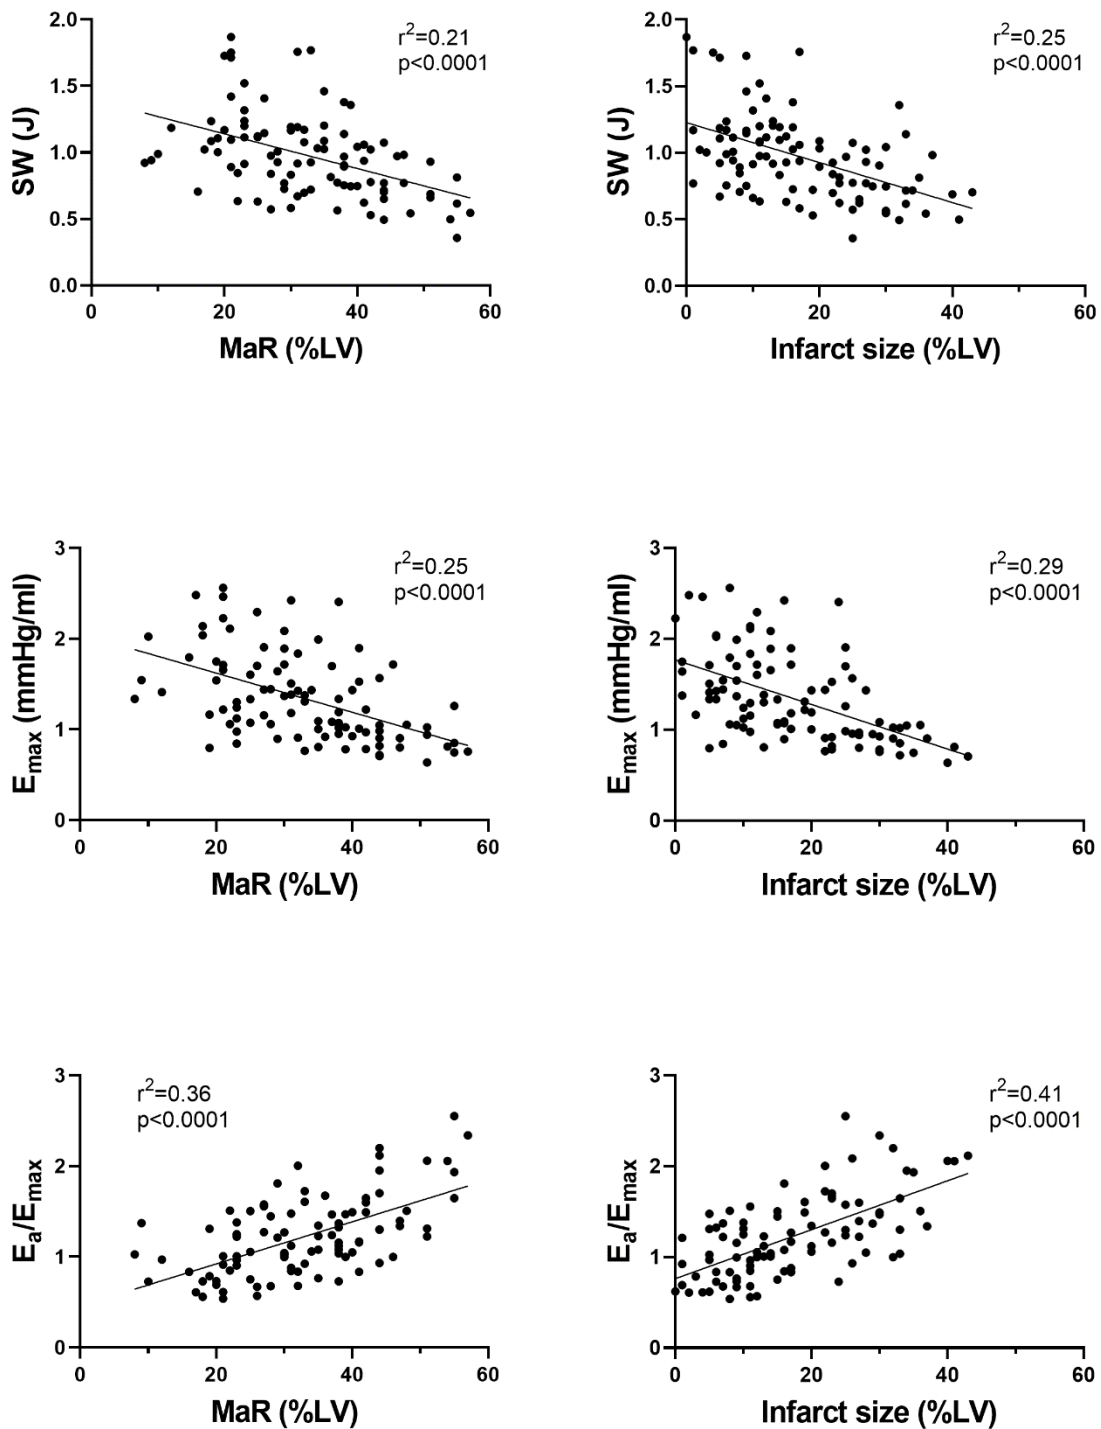 2.0
1.5
1.0
0.5
0.0
SW (J)
r²=0.21
p<0.0001
0 20 40 60
MaR (%LV)
2.0
1.5
1.0
0.5
0.0
SW (J)
r²=0.25
p<0.0001
0 20 40 60
Infarct size (%LV)
3
2
1
0
Emax (mmHg/ml)
r²=0.25
p<0.0001
0 20 40 60
MaR (%LV)
3
2
1
0
Emax (mmHg/ml)
r²=0.29
p<0.0001
0 20 40 60
Infarct size (%LV)
3
2
1
0
Ea/Emax
r²=0.36
p<0.0001
0 20 40 60
MaR (%LV)
3
2
1
0
Ea/Emax
r²=0.41
p<0.0001
0 20 40 60
Infarct size (%LV)